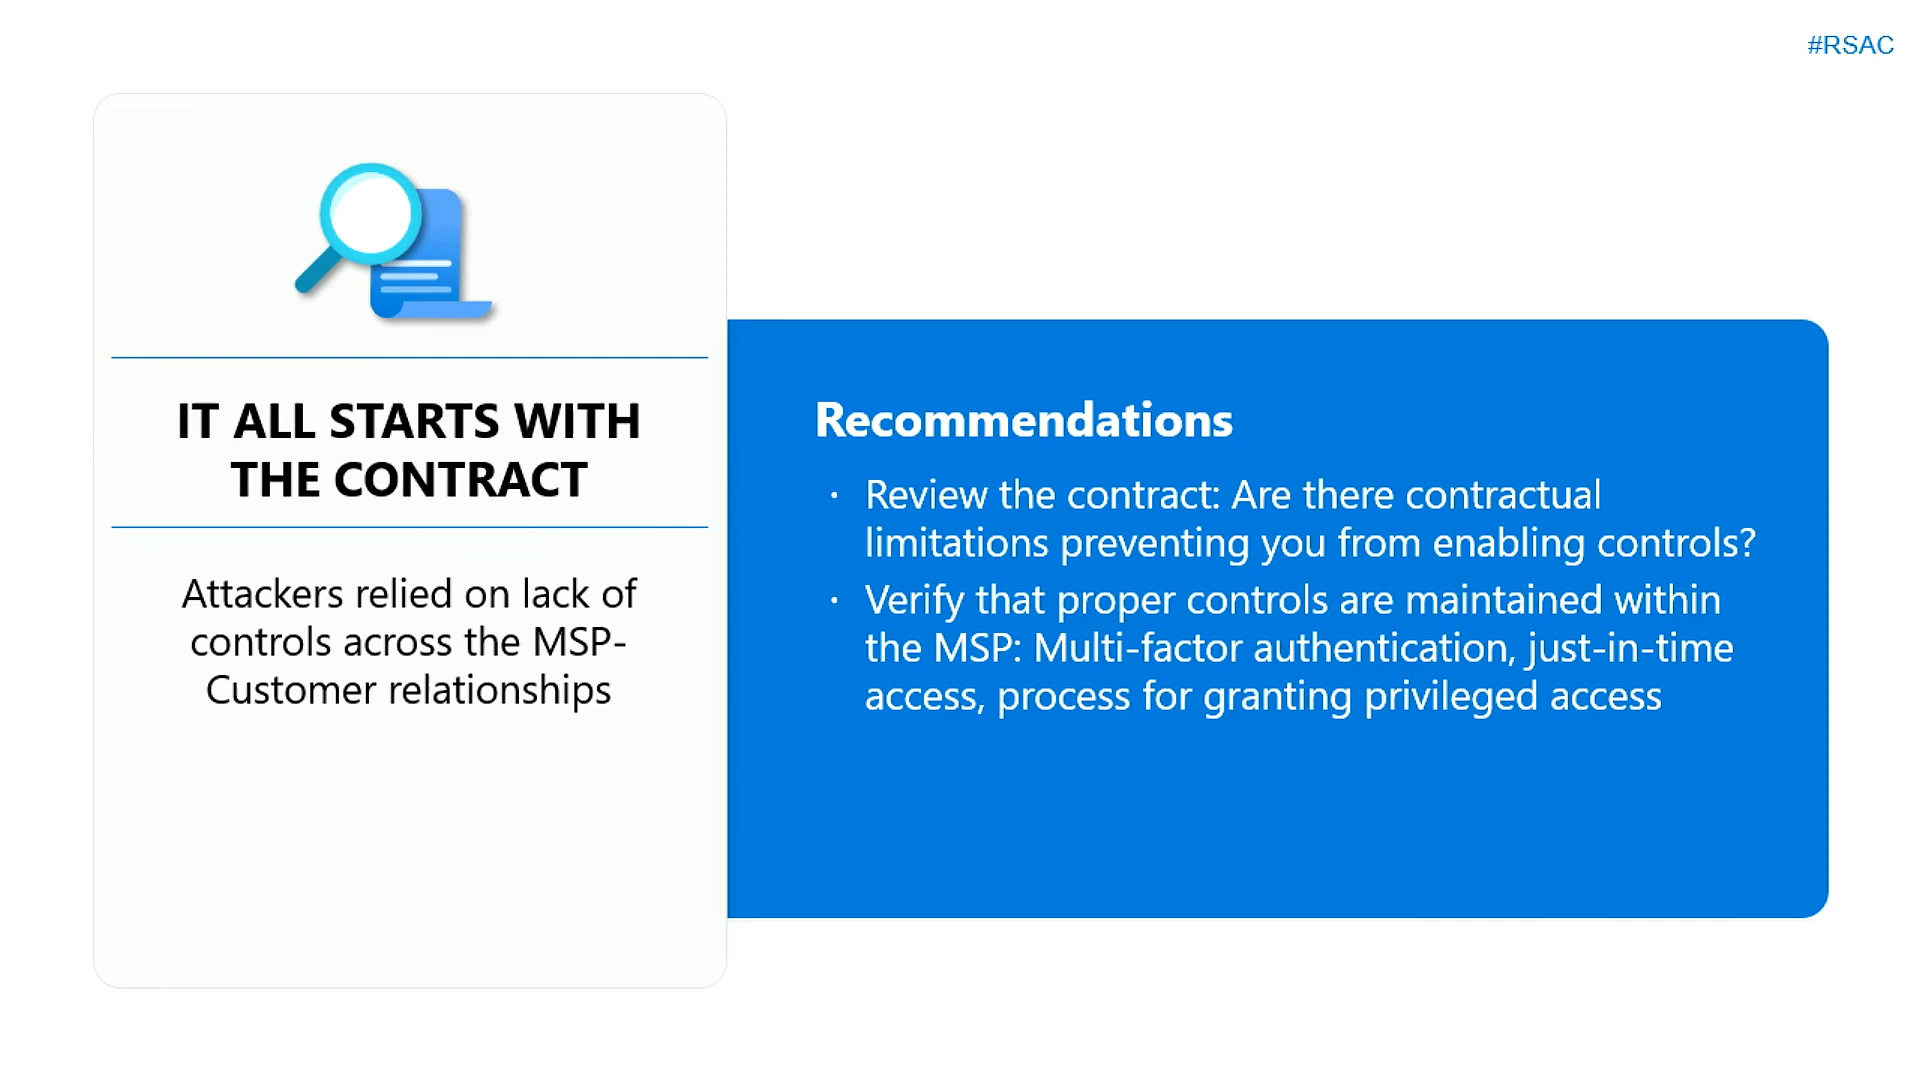 #RSAC
IT ALL STARTS WITH
THE CONTRACT
Attackers relied on lack of
controls across the MSP-
Customer relationships
Recommendations
· Review the contract: Are there contractual
limitations preventing you from enabling controls?
· Verify that proper controls are maintained within
the MSP: Multi-factor authentication, just-in-time
access, process for granting privileged access